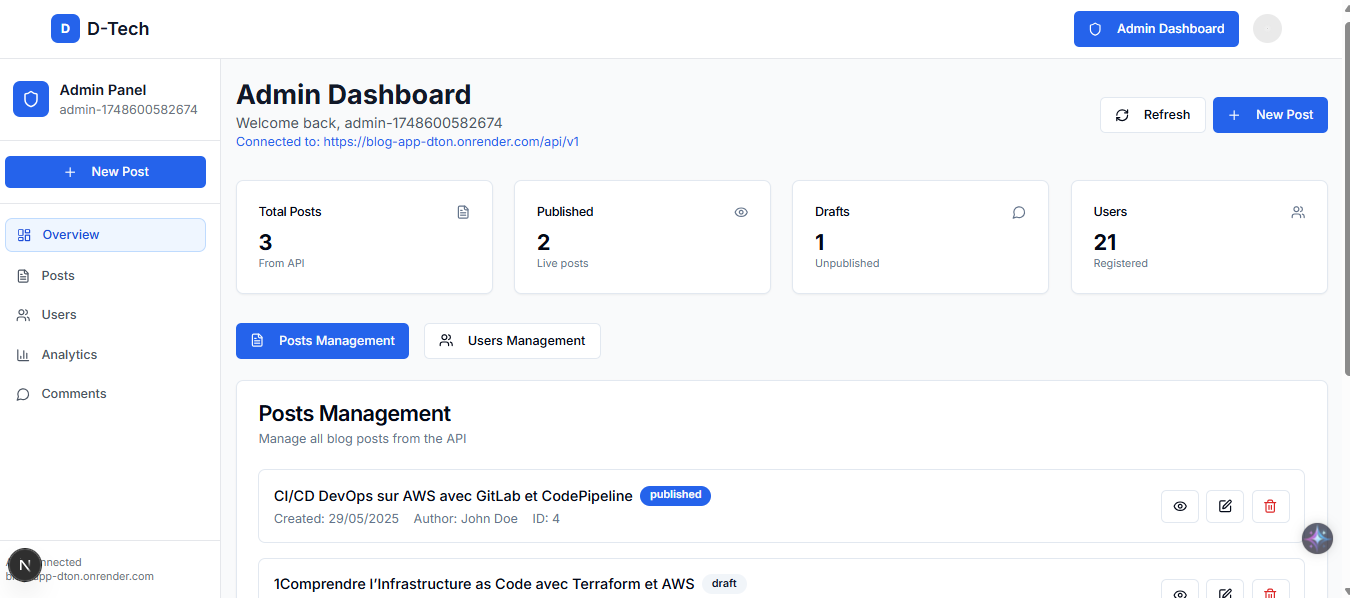 D D-Tech
Admin Dashboard
Admin Panel
admin-1748600582674
New Post
Overview
Posts
Users
Analytics
Comments
nnected
app-dton.onrender.com
N
Admin Dashboard
Welcome back, admin-1748600582674
Connected to: https://blog-app-dton.onrender.com/api/v1
Refresh
New Post
Total Posts
3
From API
Published
2
Live posts
Drafts
1
Unpublished
Users
21
Registered
Posts Management
Users Management
Posts Management
Manage all blog posts from the API
CI/CD DevOps sur AWS avec GitLab et CodePipeline published
Created: 29/05/2025 Author: John Doe ID: 4
1Comprendre l’Infrastructure as Code avec Terraform et AWS draft